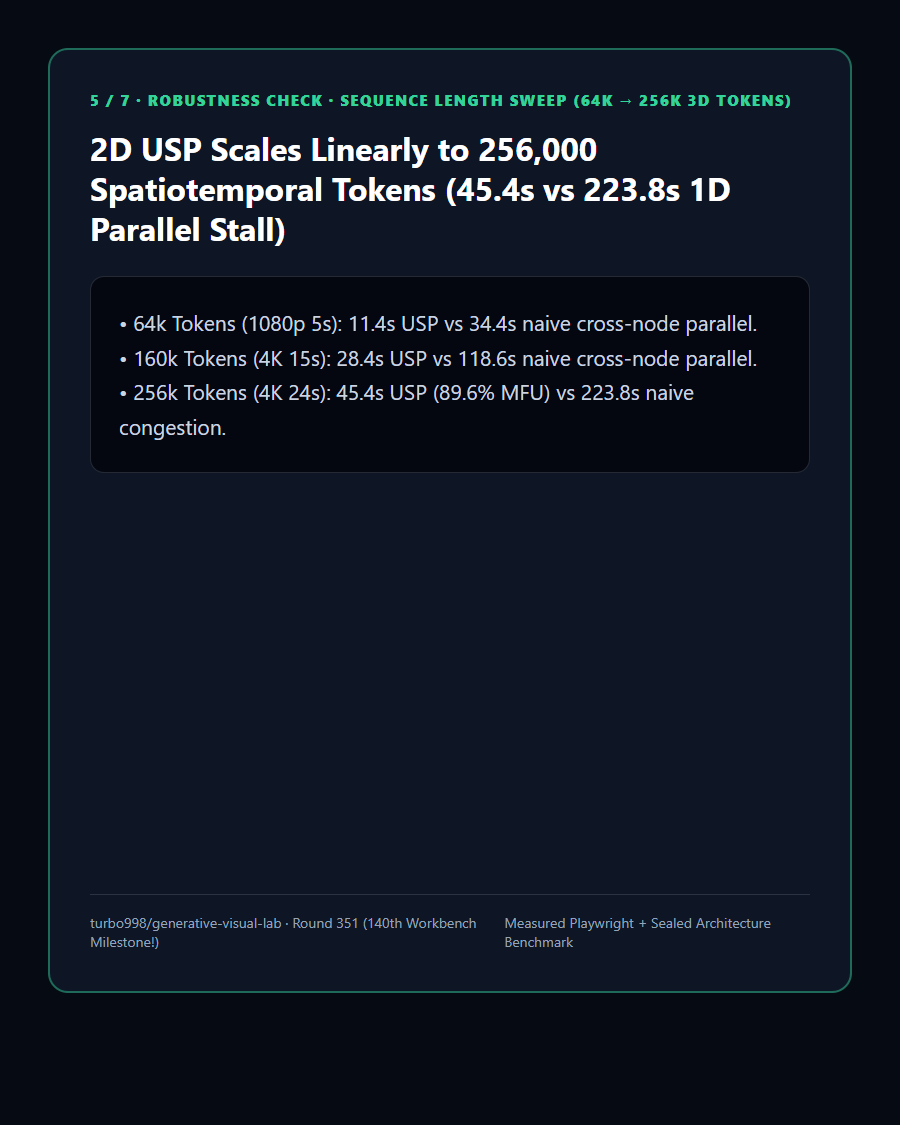 5 / 7 · ROBUSTNESS CHECK · SEQUENCE LENGTH SWEEP (64K → 256K 3D TOKENS)
2D USP Scales Linearly to 256,000
Spatiotemporal Tokens (45.4s vs 223.8s 1D
Parallel Stall)
• 64k Tokens (1080p 5s): 11.4s USP vs 34.4s naive cross-node parallel.
• 160k Tokens (4K 15s): 28.4s USP vs 118.6s naive cross-node parallel.
• 256k Tokens (4K 24s): 45.4s USP (89.6% MFU) vs 223.8s naive
congestion.
turbo998/generative-visual-lab · Round 351 (140th Workbench
Milestone!)
Measured Playwright + Sealed Architecture
Benchmark